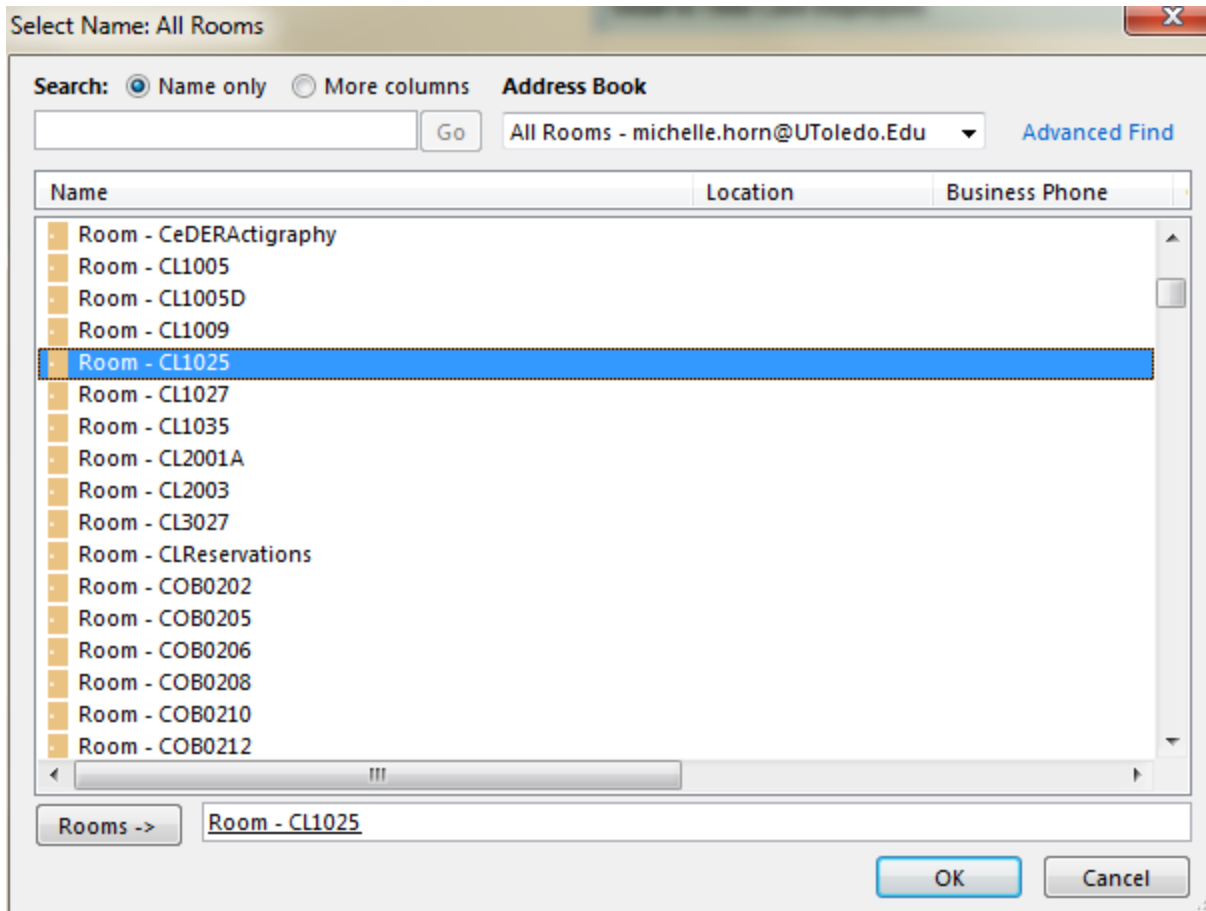 Select Name: All Rooms
Search: Name only More columns Address Book
Go All Rooms - michelle.horn@UToledo.Edu Advanced Find
Name Location Business Phone
Room - CeDERActigraphy
Room - CL1005
Room - CL1005D
Room - CL1009
Room - CL1025
Room - CL1027
Room - CL1035
Room - CL2001A
Room - CL2003
Room - CL3027
Room - CLReservations
Room - COB0202
Room - COB0205
Room - COB0206
Room - COB0208
Room - COB0210
Room - COB0212
Rooms -> Room - CL1025
OK Cancel